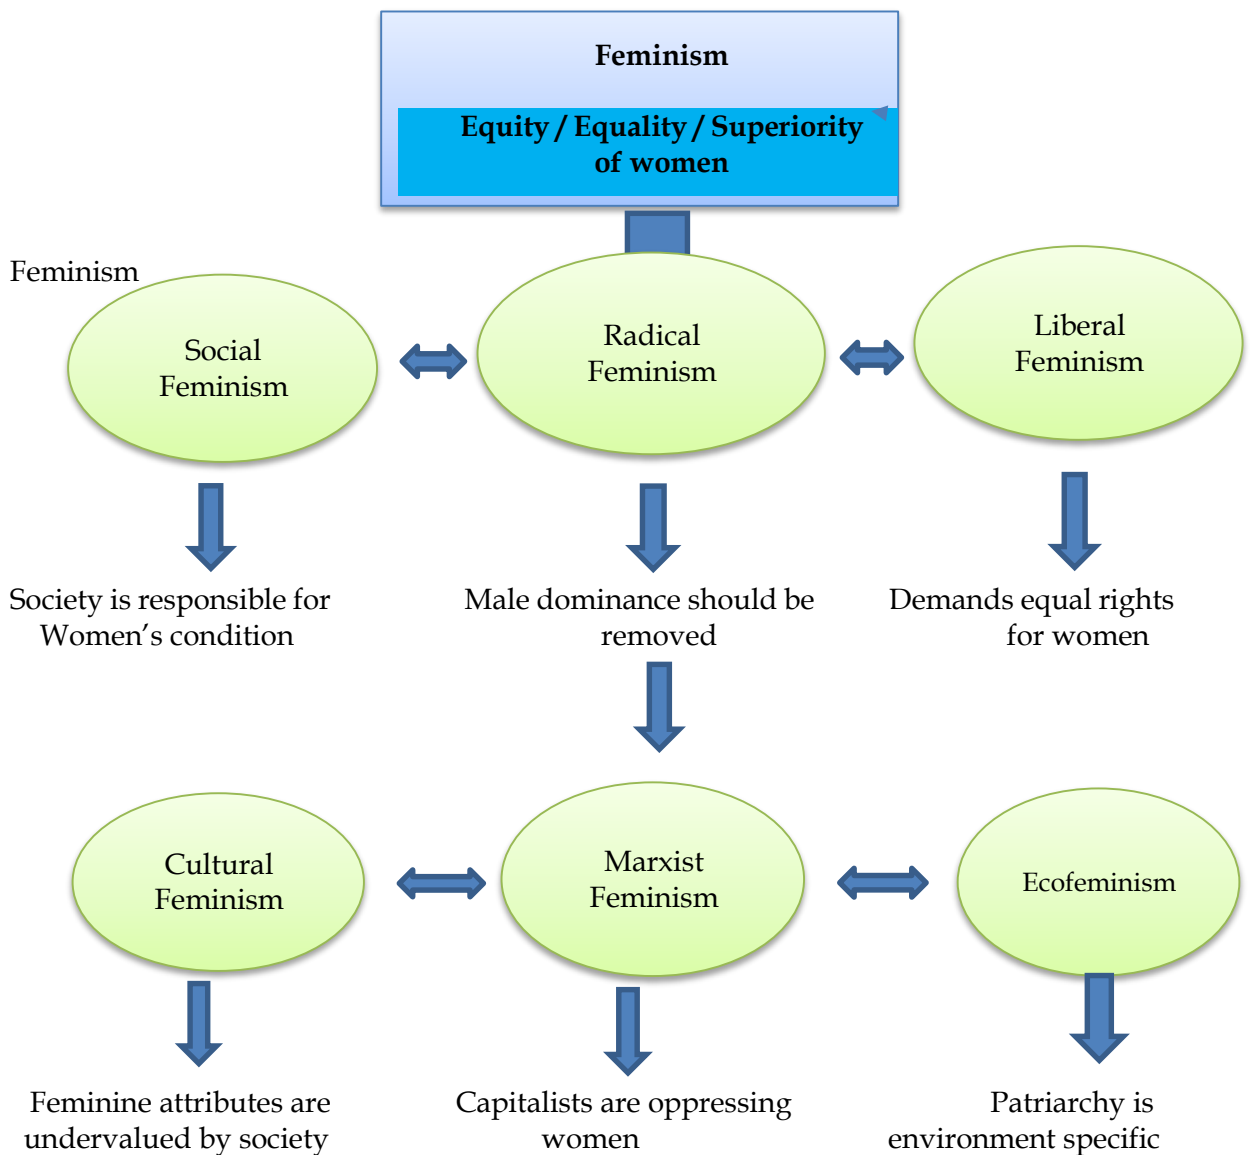 Feminism
Equity / Equality / Superiority
of women
Feminism
Social
Feminism
Radical
Feminism
Liberal
Feminism
Society is responsible for
Women’s condition
Male dominance should be
removed
Demands equal rights
for women
Cultural
Feminism
Marxist
Feminism
Ecofeminism
Feminine attributes are
undervalued by society
Capitalists are oppressing
women
Patriarchy is
environment specific